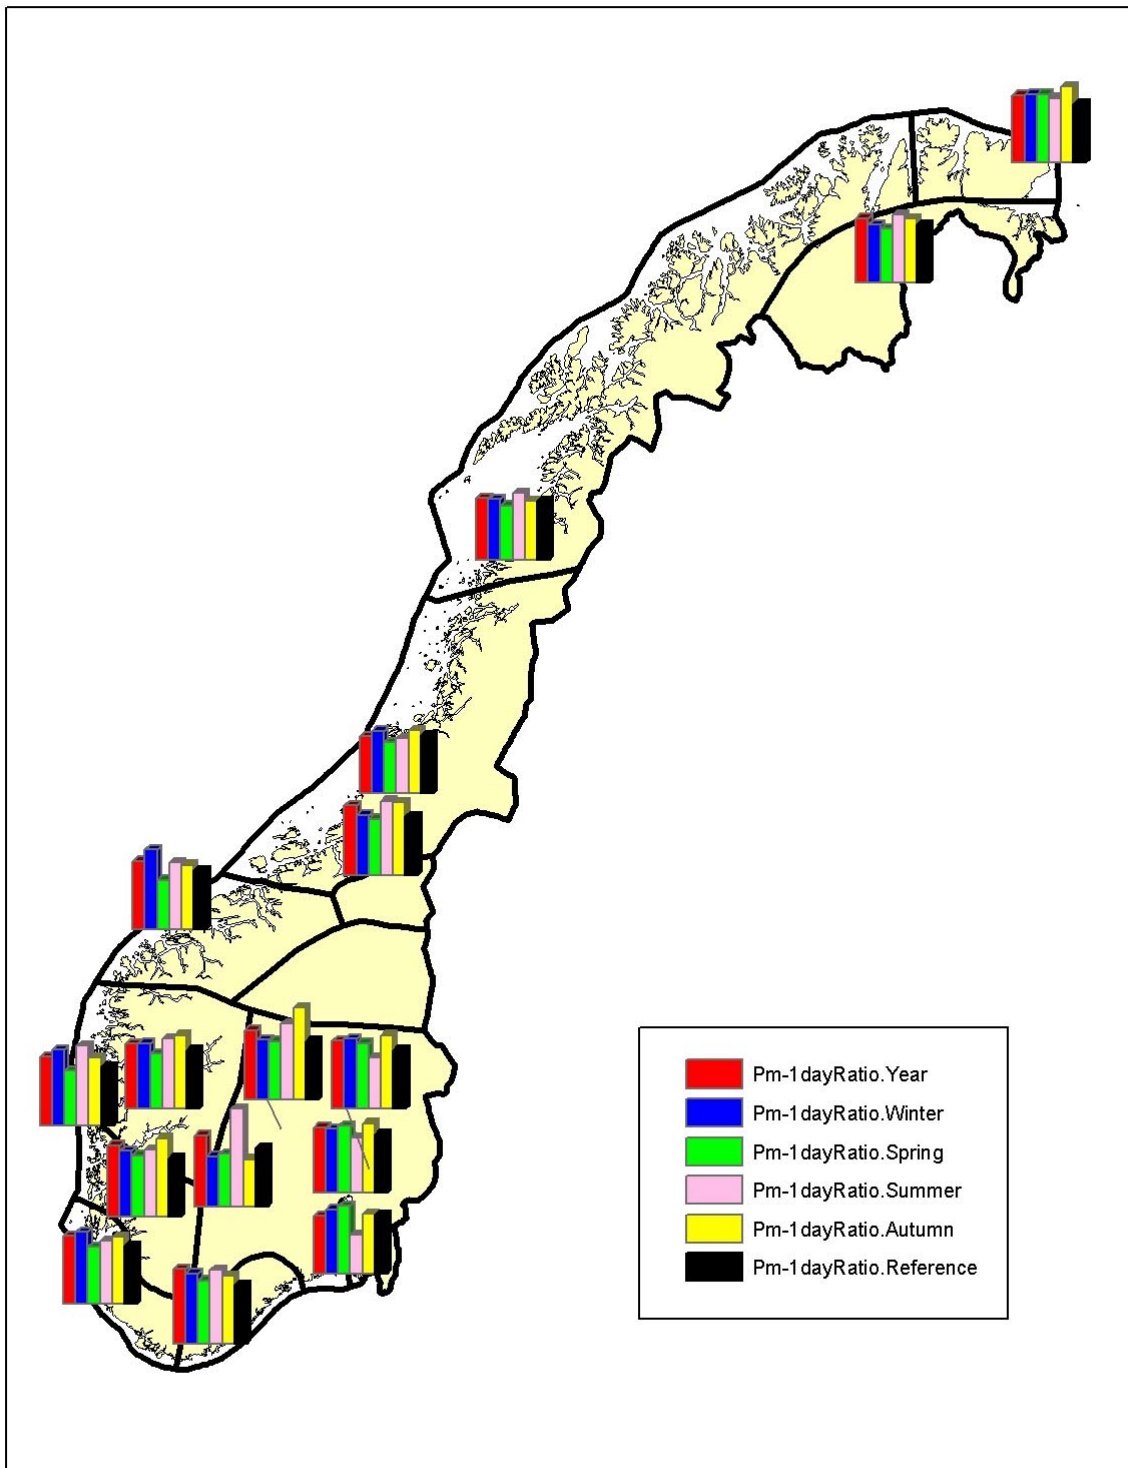 Pm-1dayRatio.Year
Pm-1dayRatio.Winter
Pm-1dayRatio.Spring
Pm-1dayRatio.Summer
Pm-1dayRatio.Autumn
Pm-1dayRatio.Reference